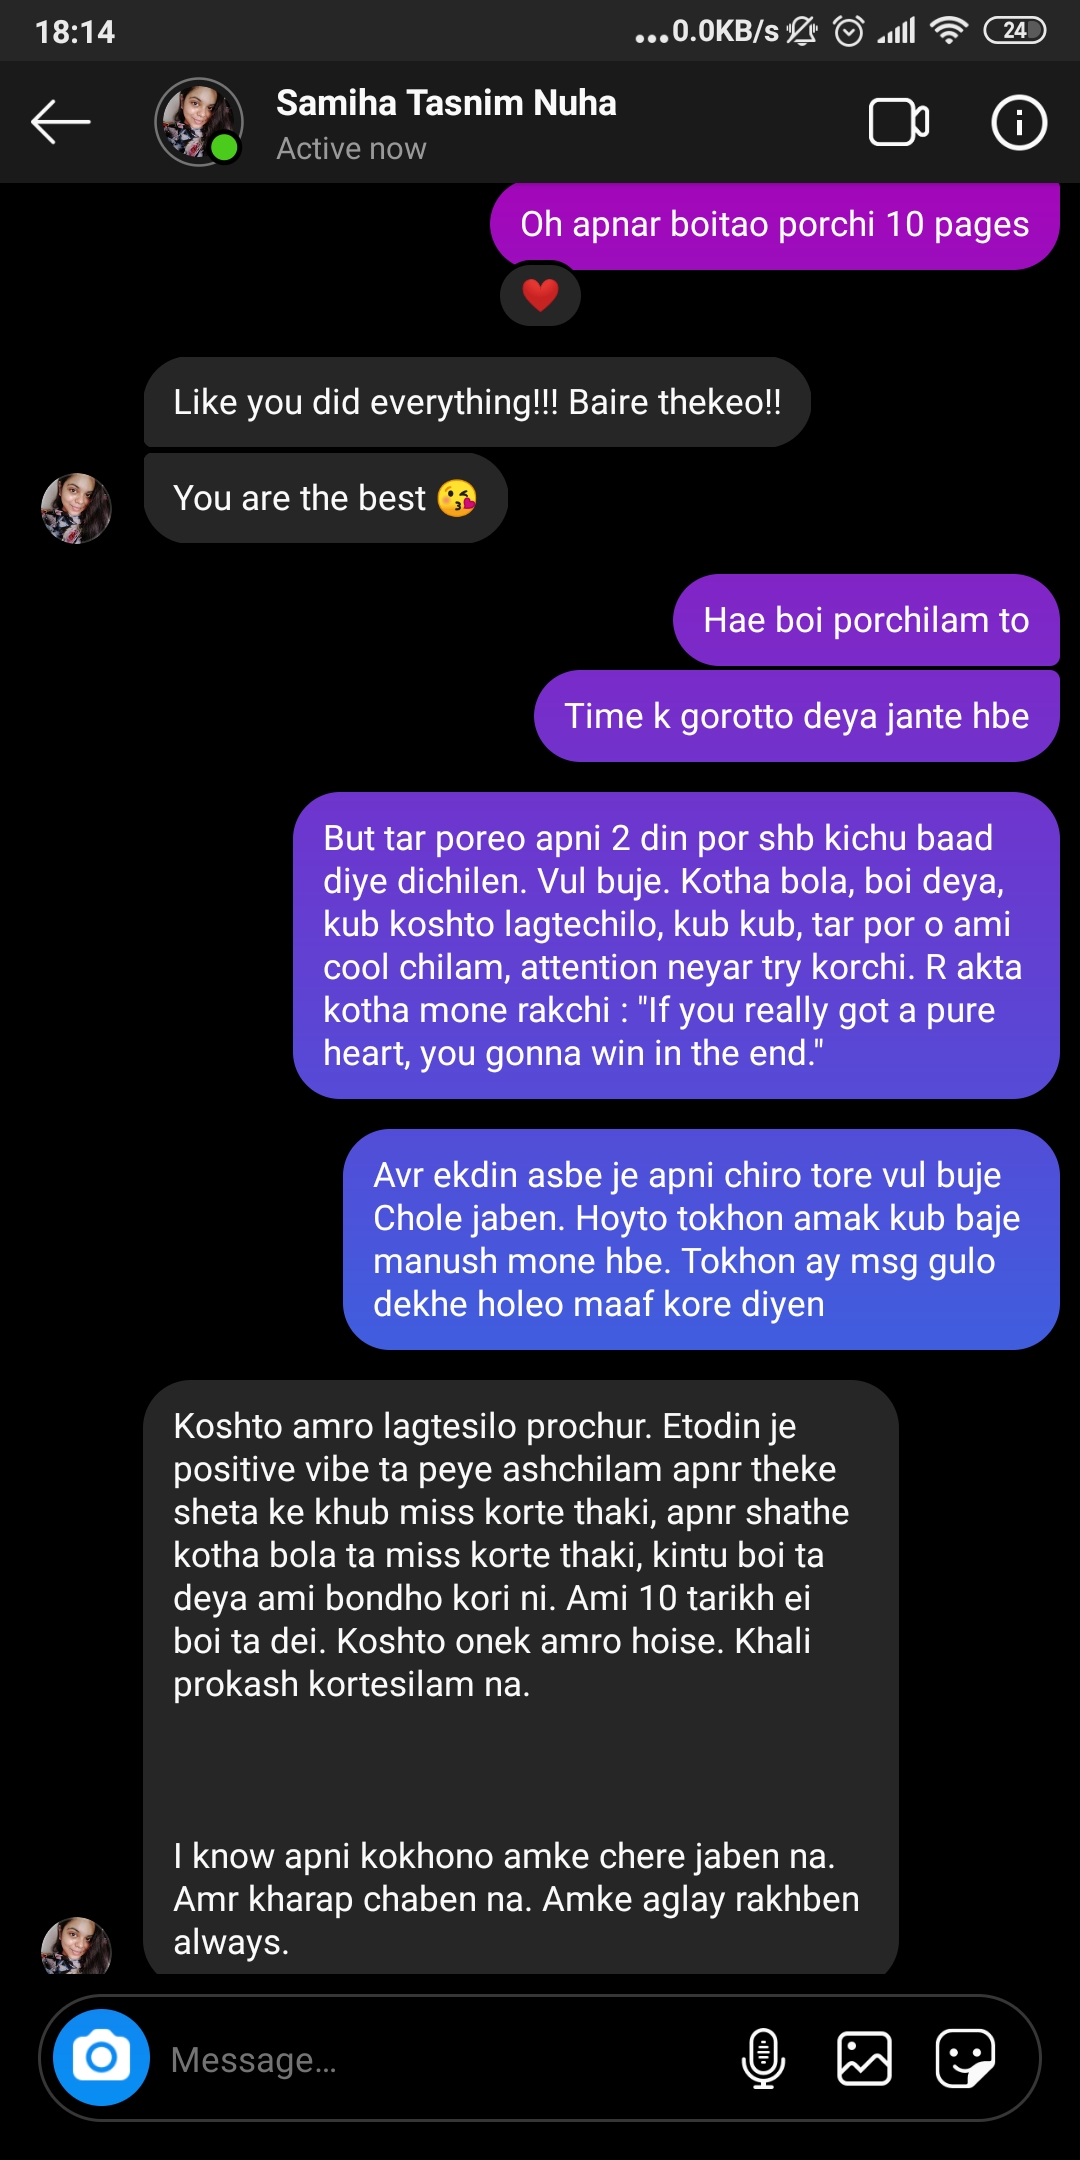 18:14
...0.0KB/s
24
Samiha Tasnim Nuha
Active now
Oh apnar boitao porchi 10 pages
Like you did everything!!! Baire thekeo!!
You are the best 😘
Hae boi porchilam to
Time k gorotto deya jante hbe
But tar poreo apni 2 din por shb kichu baad
diye dichilen. Vul buje. Kotha bola, boi deya,
kub koshto lagtechilo, kub kub, tar por o ami
cool chilam, attention neyar try korchi. R akta
kotha mone rakchi : "If you really got a pure
heart, you gonna win in the end."
Avr ekdin asbe je apni chiro tore vul buje
Chole jaben. Hoyto tokhon amak kub baje
manush mone hbe. Tokhon ay msg gulo
dekhe holeo maaf kore diyen
Koshto amro lagtesilo prochur. Etodin je
positive vibe ta peye ashchilam apnr theke
sheta ke khub miss korte thaki, apnr shathe
kotha bola ta miss korte thaki, kintu boi ta
deya ami bondho kori ni. Ami 10 tarikh ei
boi ta dei. Koshto onek amro hoise. Khali
prokash kortesilam na.
I know apni kokhono amke chere jaben na.
Amr kharap chaben na. Amke aglay rakhben
always.
Message...